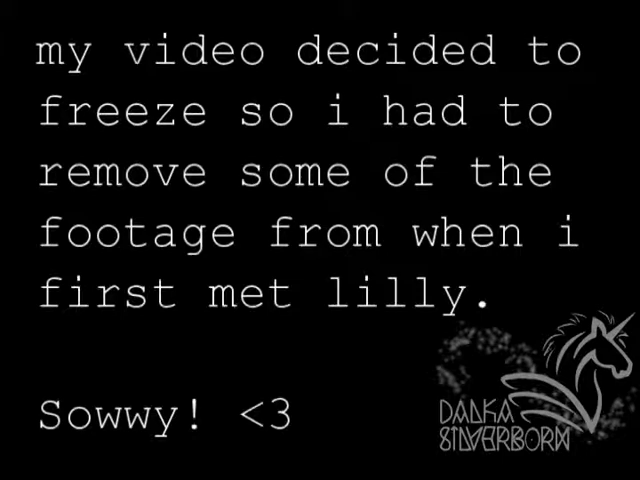 my video decided to
freeze so i had to
remove some of the
footage from when i
first met lilly.
Sowwy! <3
DALKA
SILVERBORN